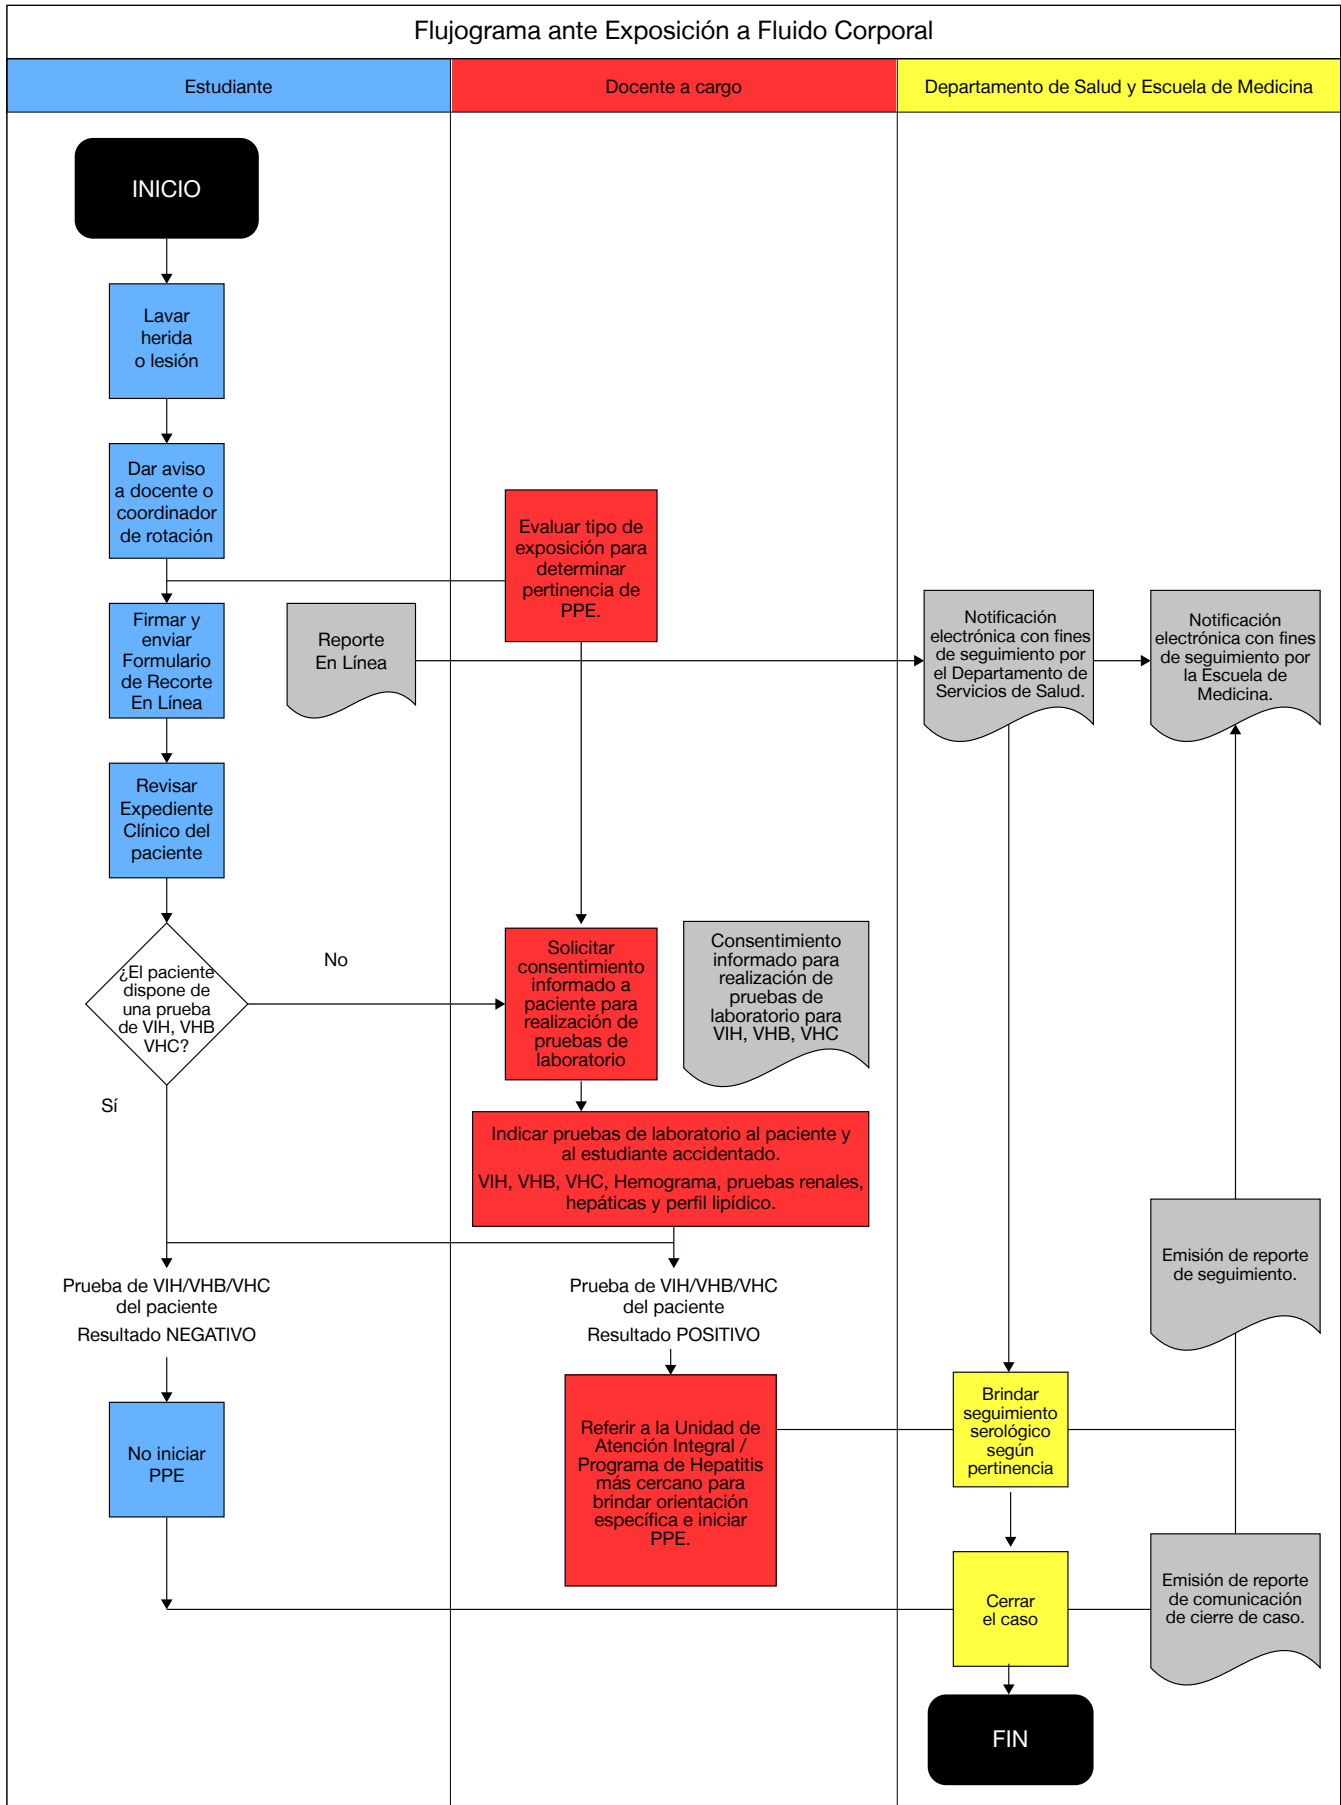 Flujograma ante Exposición a Fluido Corporal
Estudiante
Docente a cargo
Departamento de Salud y Escuela de Medicina
INICIO
Lavar
herida
o lesión
Dar aviso
a docente o
coordinador
de rotación
Evaluar tipo de
exposición para
determinar
pertinencia de
PPE.
Firmar y
enviar
Formulario
de Recorte
En Línea
Reporte
En Línea
Notificación
electrónica con fines
de seguimiento por
el Departamento de
Servicios de Salud.
Notificación
electrónica con fines
de seguimiento por
la Escuela de
Medicina.
Revisar
Expediente
Clínico del
paciente
¿El paciente
dispone de
una prueba
de VIH, VHB
VHC?
No
Sí
Solicitar
consentimiento
informado a
paciente para
realización de
pruebas de
laboratorio
Consentimiento
informado para
realización de
pruebas de
laboratorio para
VIH, VHB, VHC
Indicar pruebas de laboratorio al paciente y
al estudiante accidentado.
VIH, VHB, VHC, Hemograma, pruebas renales,
hepáticas y perfil lipídico.
Emisión de reporte
de seguimiento.
Prueba de VIH/VHB/VHC
del paciente
Resultado NEGATIVO
Prueba de VIH/VHB/VHC
del paciente
Resultado POSITIVO
No iniciar
PPE
Referir a la Unidad de
Atención Integral /
Programa de Hepatitis
más cercano para
brindar orientación
específica e iniciar
PPE.
Brindar
seguimiento
serológico
según
pertinencia
Cerrar
el caso
Emisión de reporte
de comunicación
de cierre de caso.
FIN